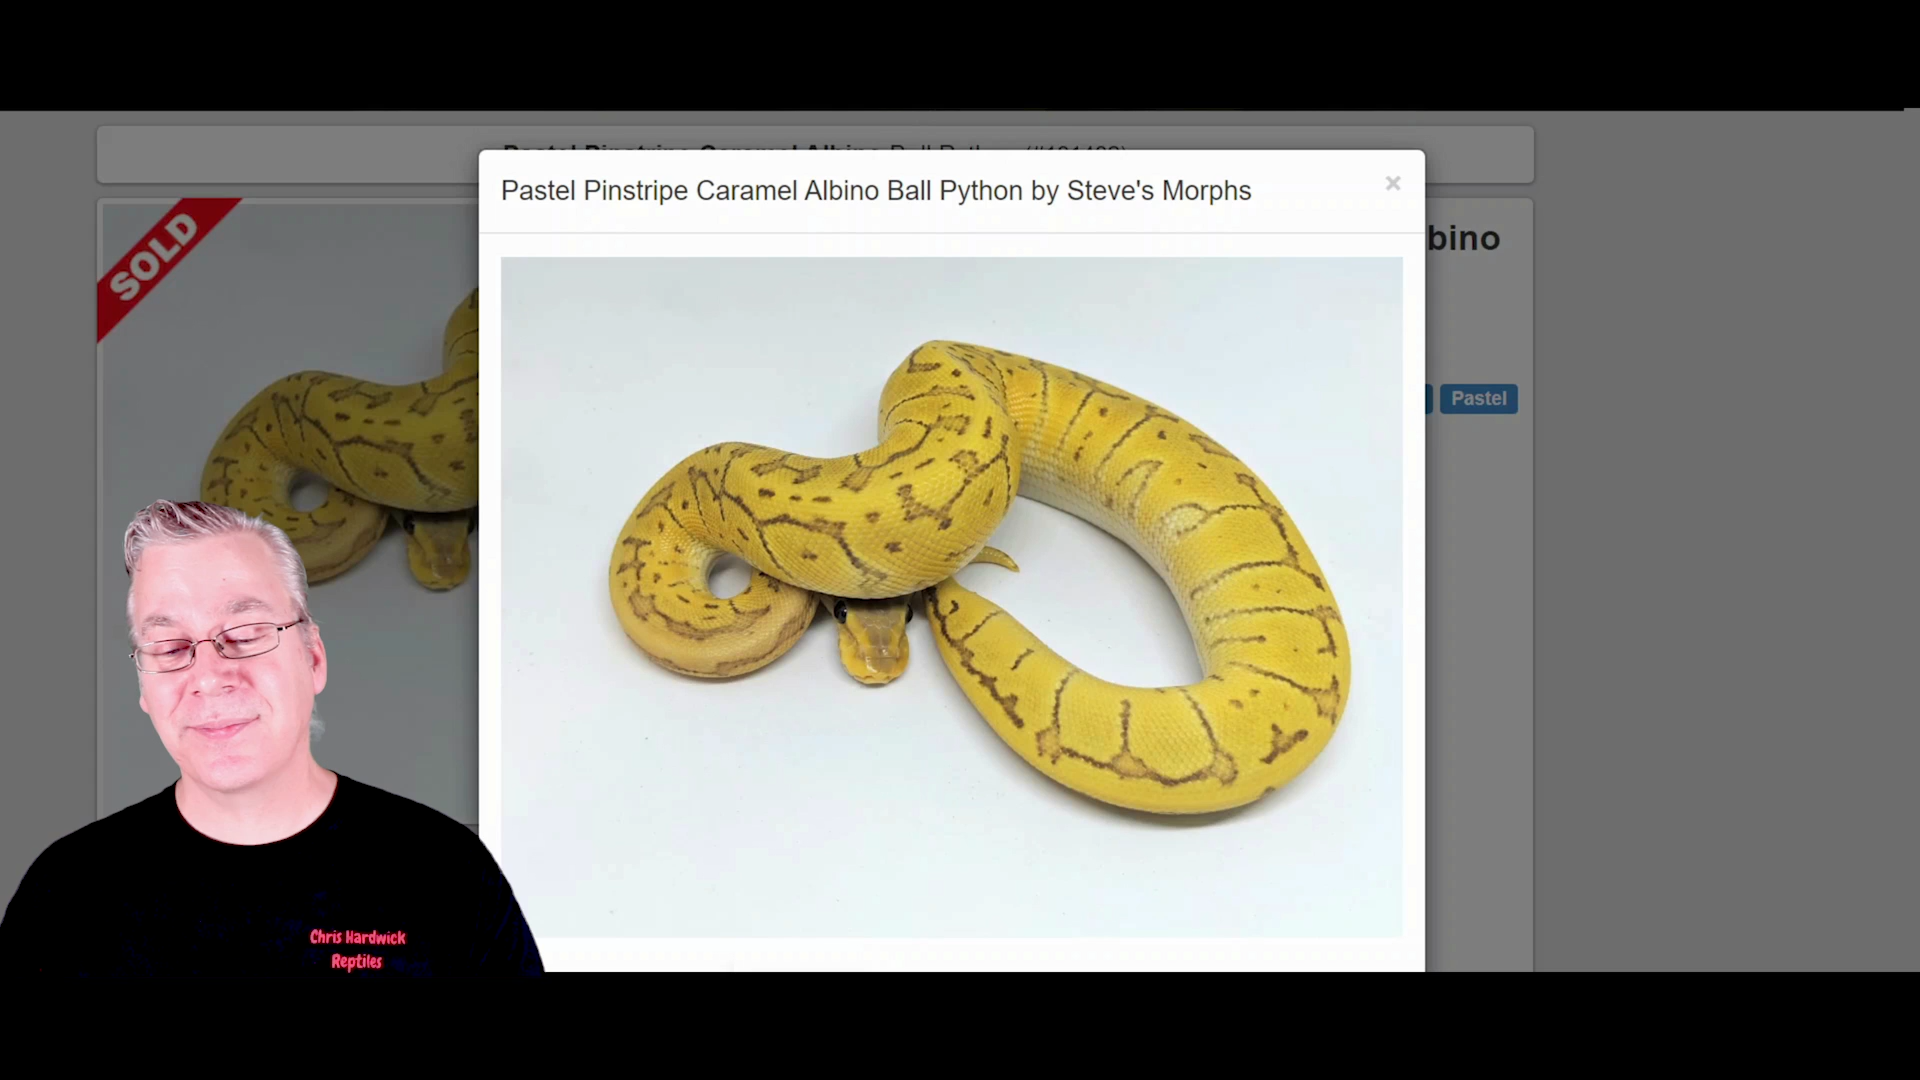 Pastel Pinstripe Caramel Albino Ball Python by Steve's Morphs
×
SOLD
bino
Pastel
Chris Hardwick
Reptiles